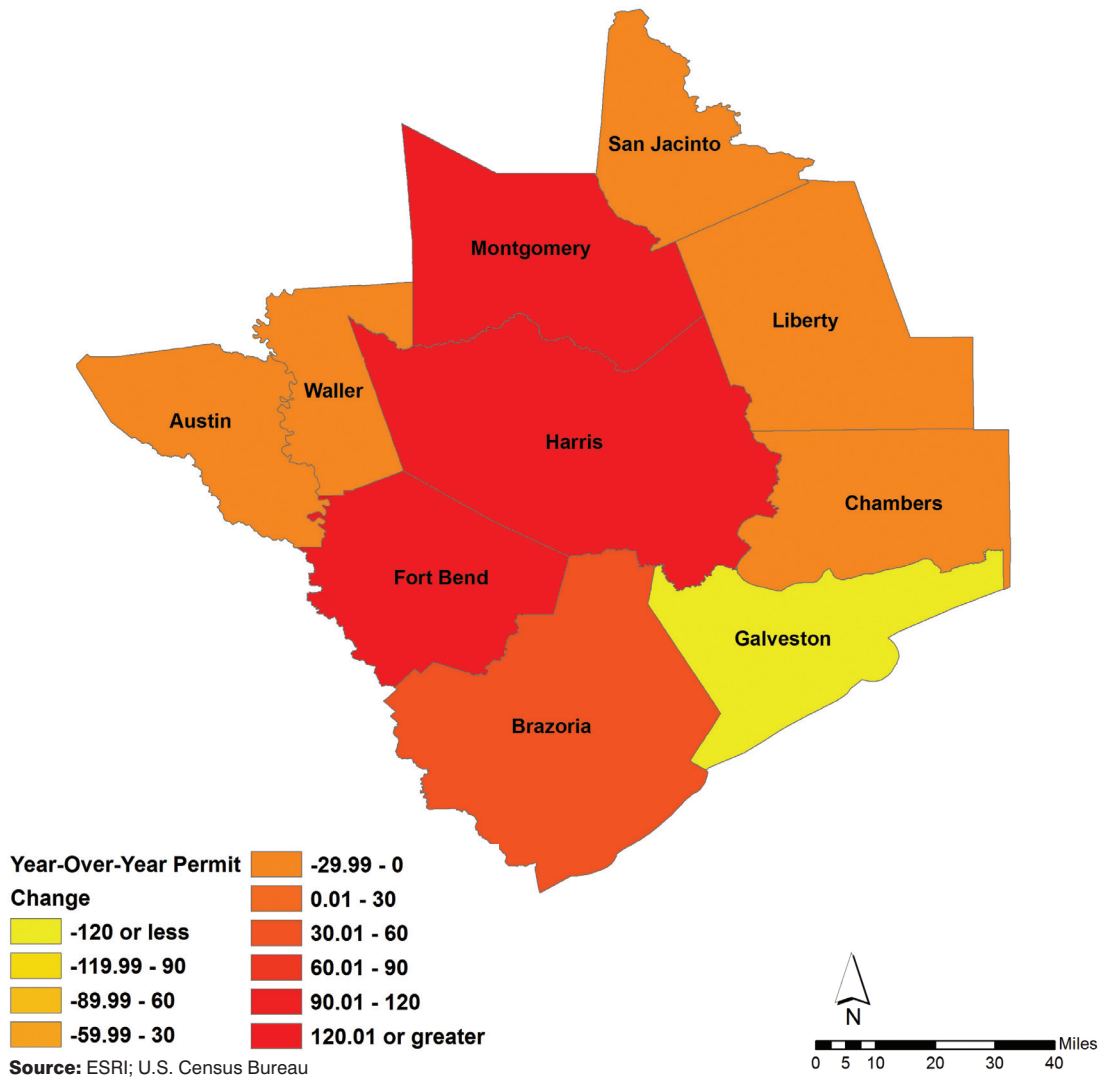 San Jacinto
Montgomery
Liberty
Waller
Austin
Harris
Chambers
Fort Bend
Galveston
Brazoria
Year-Over-Year Permit
Change
-120 or less
-119.99 - 90
-89.99 - 60
-59.99 - 30
-29.99 - 0
0.01 - 30
30.01 - 60
60.01 - 90
90.01 - 120
120.01 or greater
N
Miles
0 5 10 20 30 40
Source: ESRI; U.S. Census Bureau